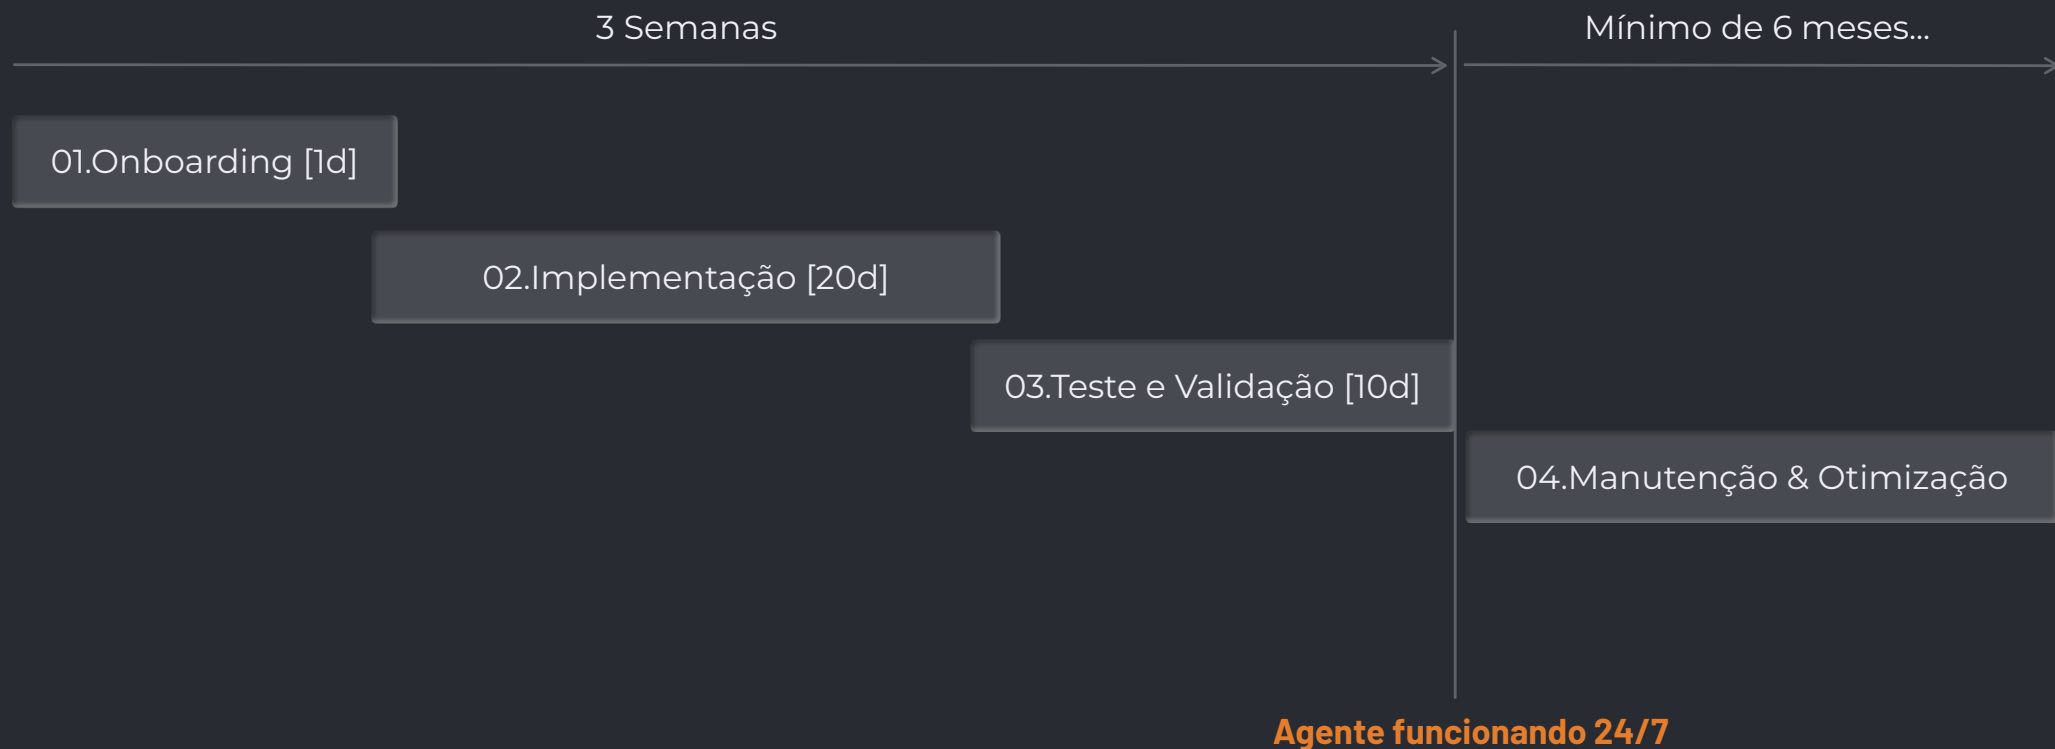 3 Semanas
Mínimo de 6 meses...
01.Onboarding [1d]
02.Implementação [20d]
03.Teste e Validação [10d]
04.Manutenção & Otimização
Agente funcionando 24/7